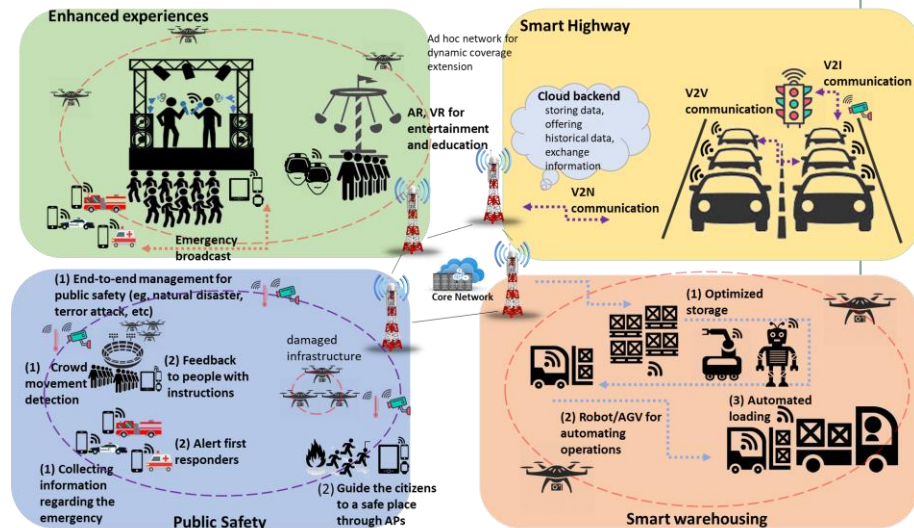 Enhanced experiences
Ad hoc network for
dynamic coverage
extension
AR, VR for
entertainment
and education
Emergency
broadcast
Smart Highway
V2I
communication
V2V
communication
Cloud backend
storing data,
offering
historical data,
exchange
information
V2N
communication
Core Network
(1) End-to-end management for
public safety (eg, natural disaster,
terror attack, etc)
damaged
infrastructure
(1) Crowd
movement
detection
(2) Feedback
to people with
instructions
(2) Alert first
responders
(1) Collecting
information
regarding the
emergency
(2) Guide the citizens
to a safe place
through APs
Public Safety
(1) Optimized
storage
(2) Robot/AGV for
automating
operations
(3) Automated
loading
Smart warehousing